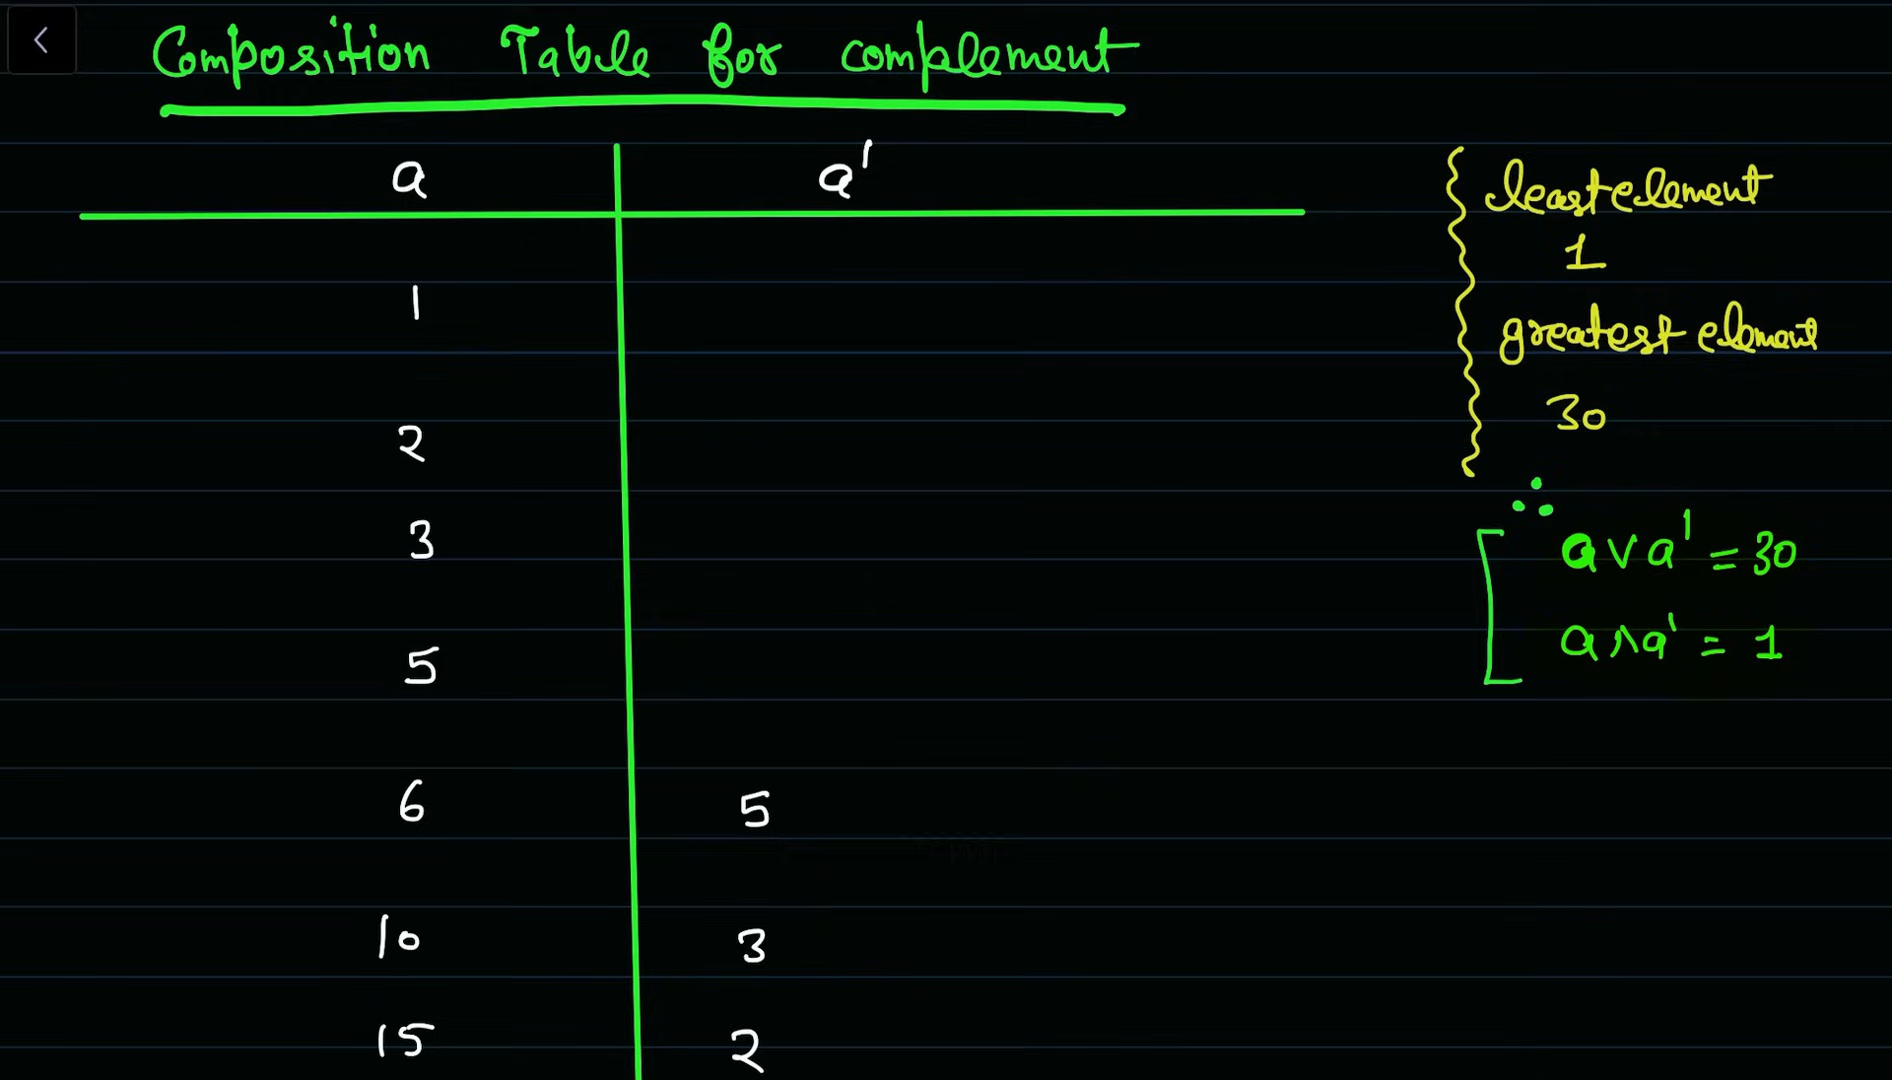 Composition Table for complement
a a'
1
2
3
5
6 5
10 3
15 2
least element
1
greatest element
30
∴
a ∨ a' = 30
a ∧ a' = 1